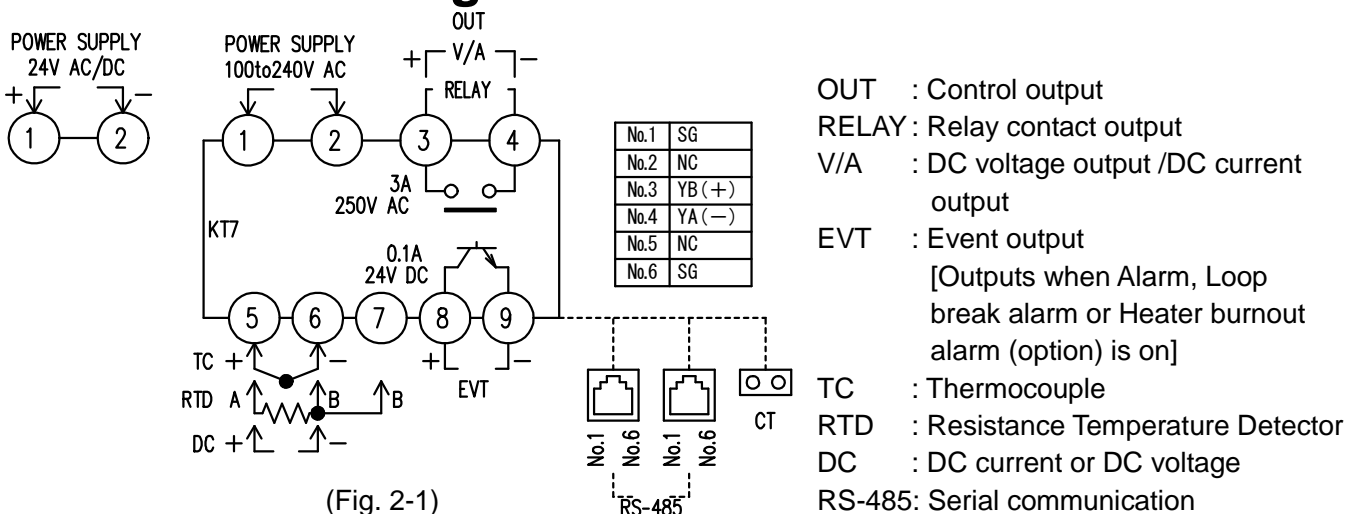 OUT
POWER SUPPLY
24V AC/DC
+ −
1 2
POWER SUPPLY
100to240V AC
+ V/A −
RELAY
1 2 3 4
3A
250V AC
KT7
0.1A
24V DC
5 6 7 8 9
TC + −
+ −
EVT
RTD A B B
DC + −
No.1 SG
No.2 NC
No.3 YB(+)
No.4 YA(−)
No.5 NC
No.6 SG
No.1 No.6 No.1 No.6
CT
RS-485
(Fig. 2-1)
OUT : Control output
RELAY : Relay contact output
V/A : DC voltage output /DC current
output
EVT : Event output
[Outputs when Alarm, Loop
break alarm or Heater burnout
alarm (option) is on]
TC : Thermocouple
RTD : Resistance Temperature Detector
DC : DC current or DC voltage
RS-485: Serial communication